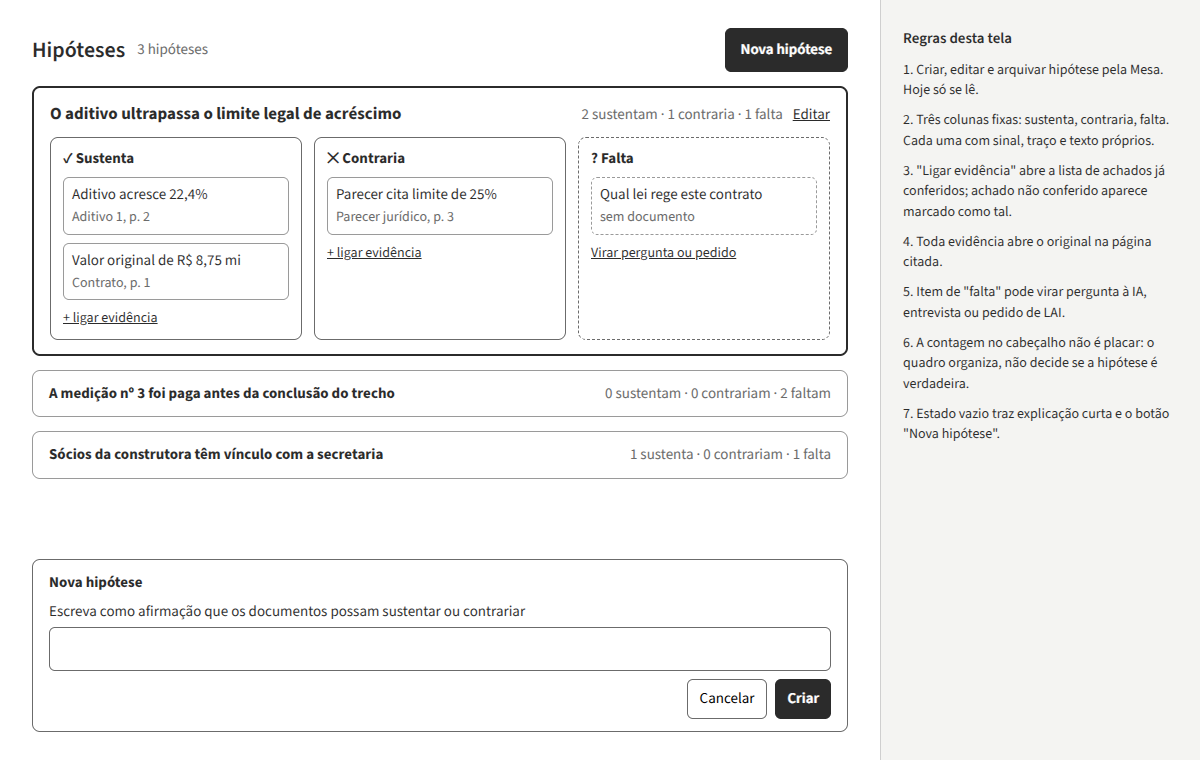 Hipóteses 3 hipóteses
Nova hipótese
O aditivo ultrapassa o limite legal de acréscimo
2 sustentam · 1 contraria · 1 falta Editar
✓ Sustenta
Aditivo acresce 22,4%
Aditivo 1, p. 2
Valor original de R$ 8,75 mi
Contrato, p. 1
+ ligar evidência
✕ Contraria
Parecer cita limite de 25%
Parecer jurídico, p. 3
+ ligar evidência
? Falta
Qual lei rege este contrato
sem documento
Virar pergunta ou pedido
A medição nº 3 foi paga antes da conclusão do trecho
0 sustentam · 0 contrariam · 2 faltam
Sócios da construtora têm vínculo com a secretaria
1 sustenta · 0 contrariam · 1 falta
Nova hipótese
Escreva como afirmação que os documentos possam sustentar ou contrariar
Cancelar
Criar
Regras desta tela
1. Criar, editar e arquivar hipótese pela Mesa.
Hoje só se lê.
2. Três colunas fixas: sustenta, contraria, falta.
Cada uma com sinal, traço e texto próprios.
3. "Ligar evidência" abre a lista de achados já
conferidos; achado não conferido aparece
marcado como tal.
4. Toda evidência abre o original na página
citada.
5. Item de "falta" pode virar pergunta à IA,
entrevista ou pedido de LAI.
6. A contagem no cabeçalho não é placar: o
quadro organiza, não decide se a hipótese é
verdadeira.
7. Estado vazio traz explicação curta e o botão
"Nova hipótese".